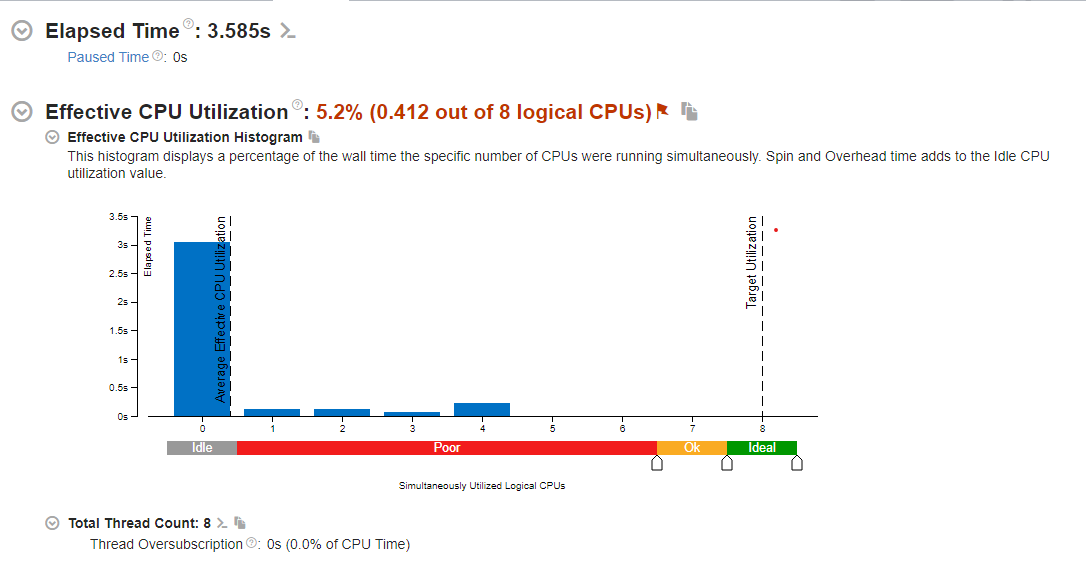 Elapsed Time ?: 3.585s
Paused Time ?: 0s
Effective CPU Utilization ?: 5.2% (0.412 out of 8 logical CPUs)
Effective CPU Utilization Histogram
This histogram displays a percentage of the wall time the specific number of CPUs were running simultaneously. Spin and Overhead time adds to the Idle CPU
utilization value.
3.5s
3s
2.5s
2s
1.5s
1s
0.5s
0s
Elapsed Time
Average Effective CPU Utilization
Target Utilization
0 1 2 3 4 5 6 7 8
Idle Poor Ok Ideal
Simultaneously Utilized Logical CPUs
Total Thread Count: 8
Thread Oversubscription ?: 0s (0.0% of CPU Time)